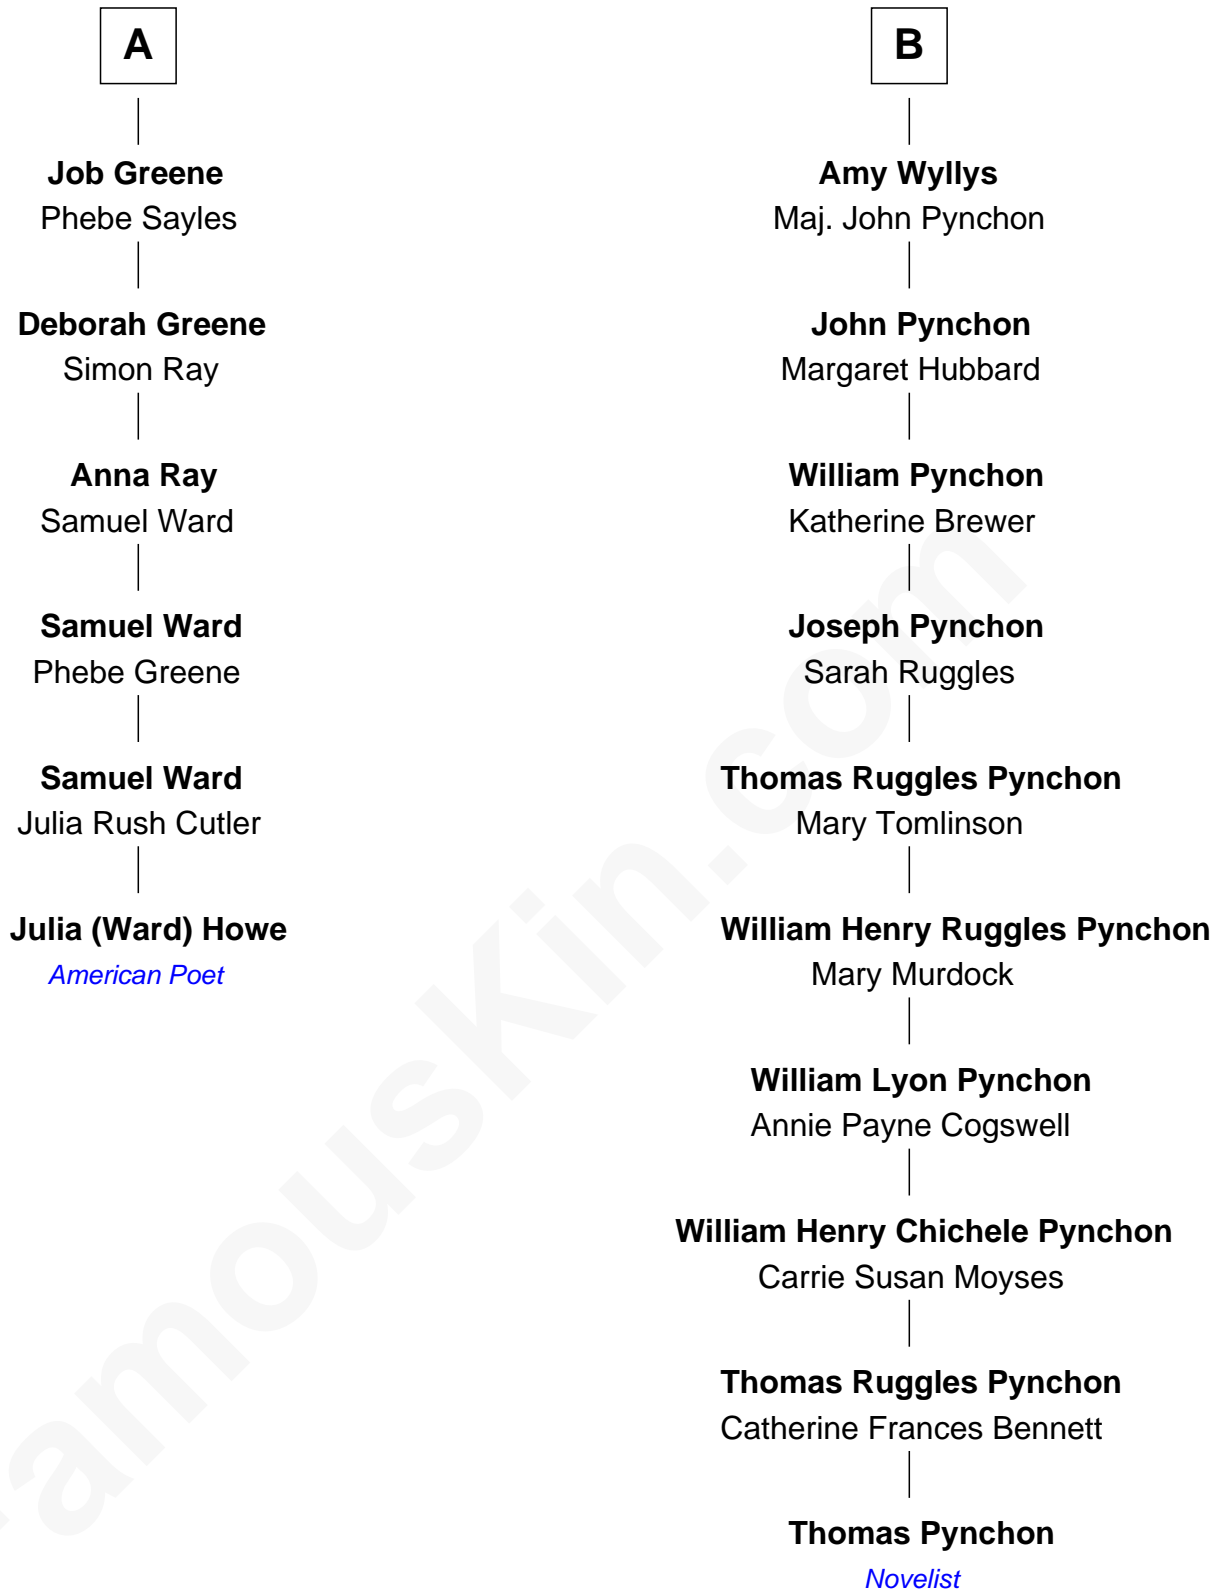 A
Job Greene
Phebe Sayles
Deborah Greene
Simon Ray
Anna Ray
Samuel Ward
Samuel Ward
Phebe Greene
Samuel Ward
Julia Rush Cutler
Julia (Ward) Howe
American Poet
B
Amy Wyllys
Maj. John Pynchon
John Pynchon
Margaret Hubbard
William Pynchon
Katherine Brewer
Joseph Pynchon
Sarah Ruggles
Thomas Ruggles Pynchon
Mary Tomlinson
William Henry Ruggles Pynchon
Mary Murdock
William Lyon Pynchon
Annie Payne Cogswell
William Henry Chichele Pynchon
Carrie Susan Moyses
Thomas Ruggles Pynchon
Catherine Frances Bennett
Thomas Pynchon
Novelist
amouskin.com